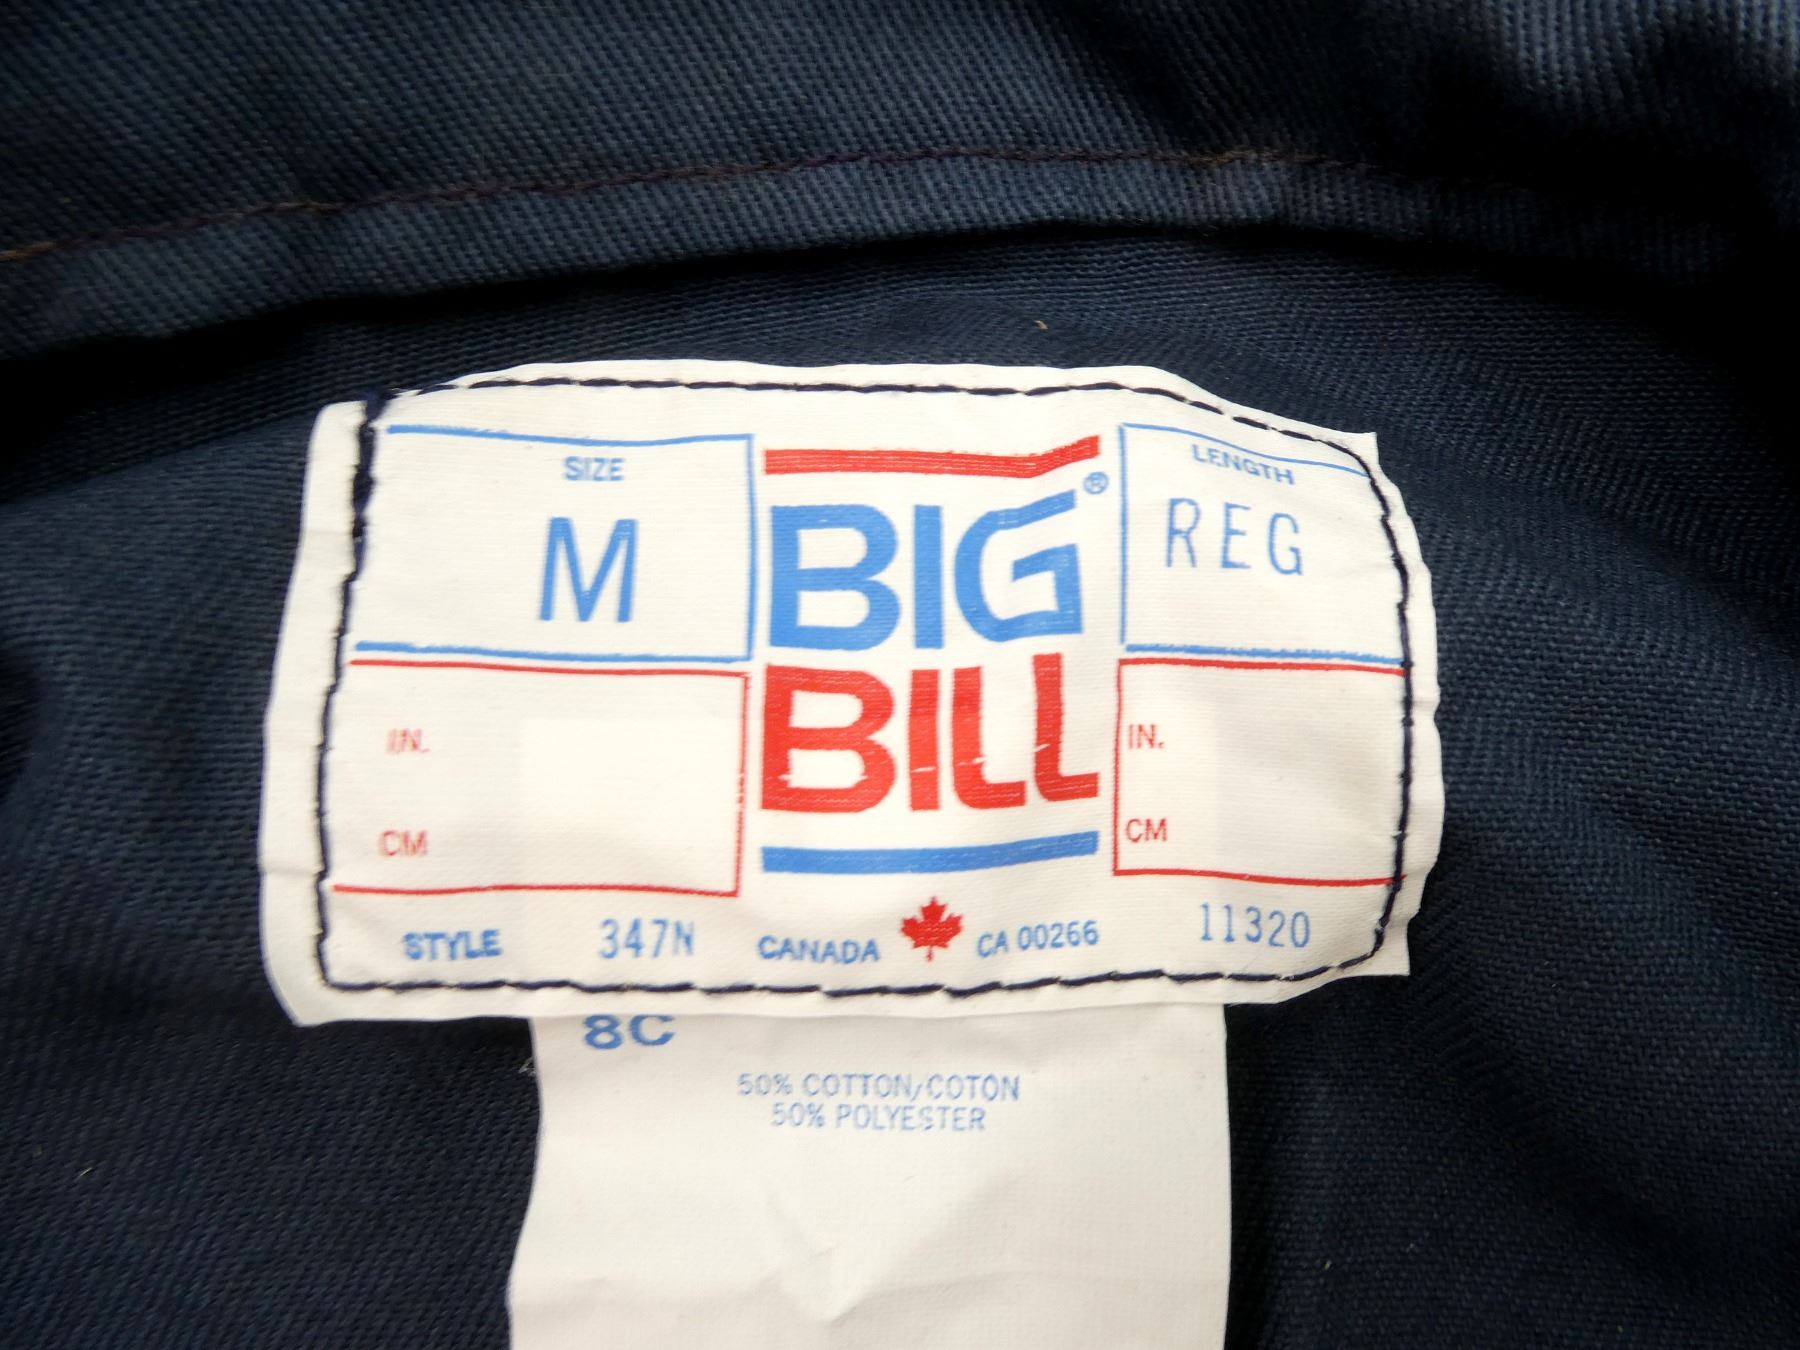 SIZE
M
BIG®
BILL
LENGTH
REG
IN.
CM
IN.
CM
STYLE 347N CANADA CA 00266 11320
8C
50% COTTON/COTON
50% POLYESTER